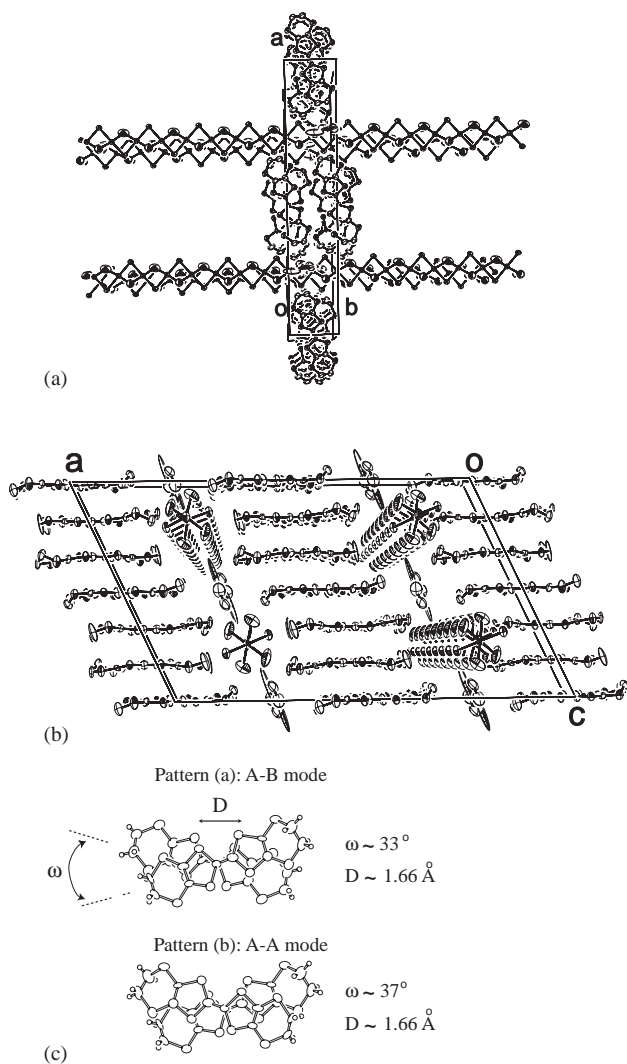 a
o b
(a)
a o
c
(b)
Pattern (a): A-B mode
D
ω
ω ~ 33°
D ~ 1.66 Å
Pattern (b): A-A mode
ω ~ 37°
D ~ 1.66 Å
(c)